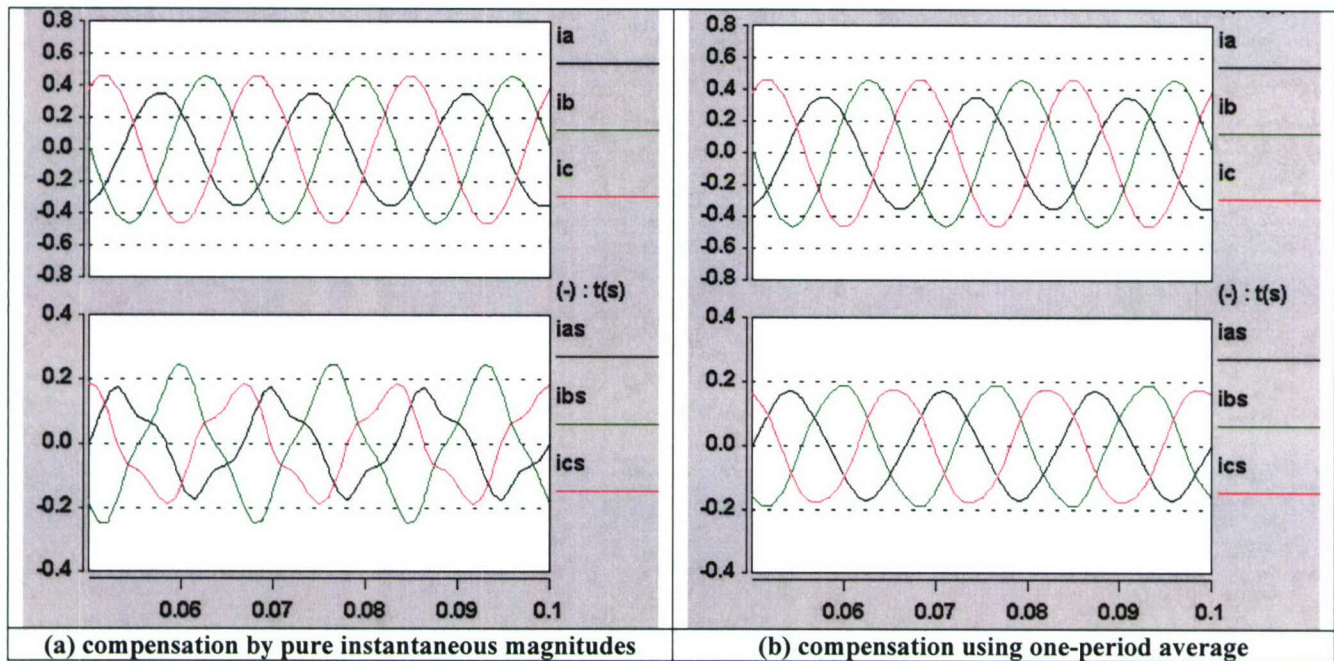 0.8
0.6
0.4
0.2
0.0
-0.2
-0.4
-0.6
-0.8
ia
ib
ic
(-) : t(s)
0.4
0.2
0.0
-0.2
-0.4
ias
ibs
ics
0.06 0.07 0.08 0.09 0.1
(a) compensation by pure instantaneous magnitudes
0.8
0.6
0.4
0.2
0.0
-0.2
-0.4
-0.6
-0.8
ia
ib
ic
(-) : t(s)
0.4
0.2
0.0
-0.2
-0.4
ias
ibs
ics
0.06 0.07 0.08 0.09 0.1
(b) compensation using one-period average